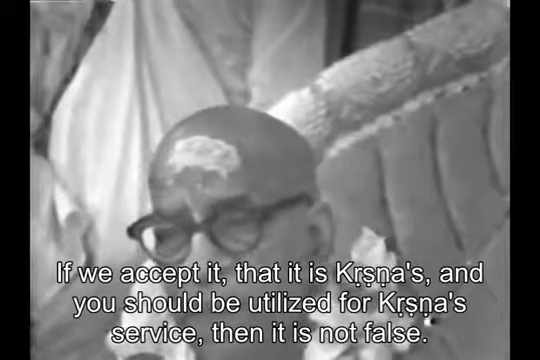 If we accept it, that it is Kṛṣṇa's, and
you should be utilized for Kṛṣṇa's
service, then it is not false.